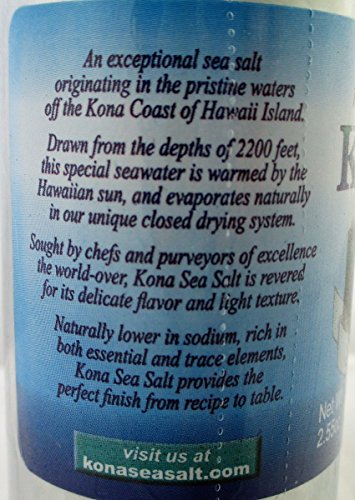 An exceptional sea salt
originating in the pristine waters
off the Kona Coast of Hawaii Island.
Drawn from the depths of 2200 feet,
this special seawater is warmed by the
Hawaiian sun, and evaporates naturally
in our unique closed drying system.
Sought by chefs and purveyors of excellence
the world-over, Kona Sea Salt is revered
for its delicate flavor and light texture.
Naturally lower in sodium, rich in
both essential and trace elements,
Kona Sea Salt provides the
perfect finish from recipe to table.
visit us at
konaseasalt.com
K
Net